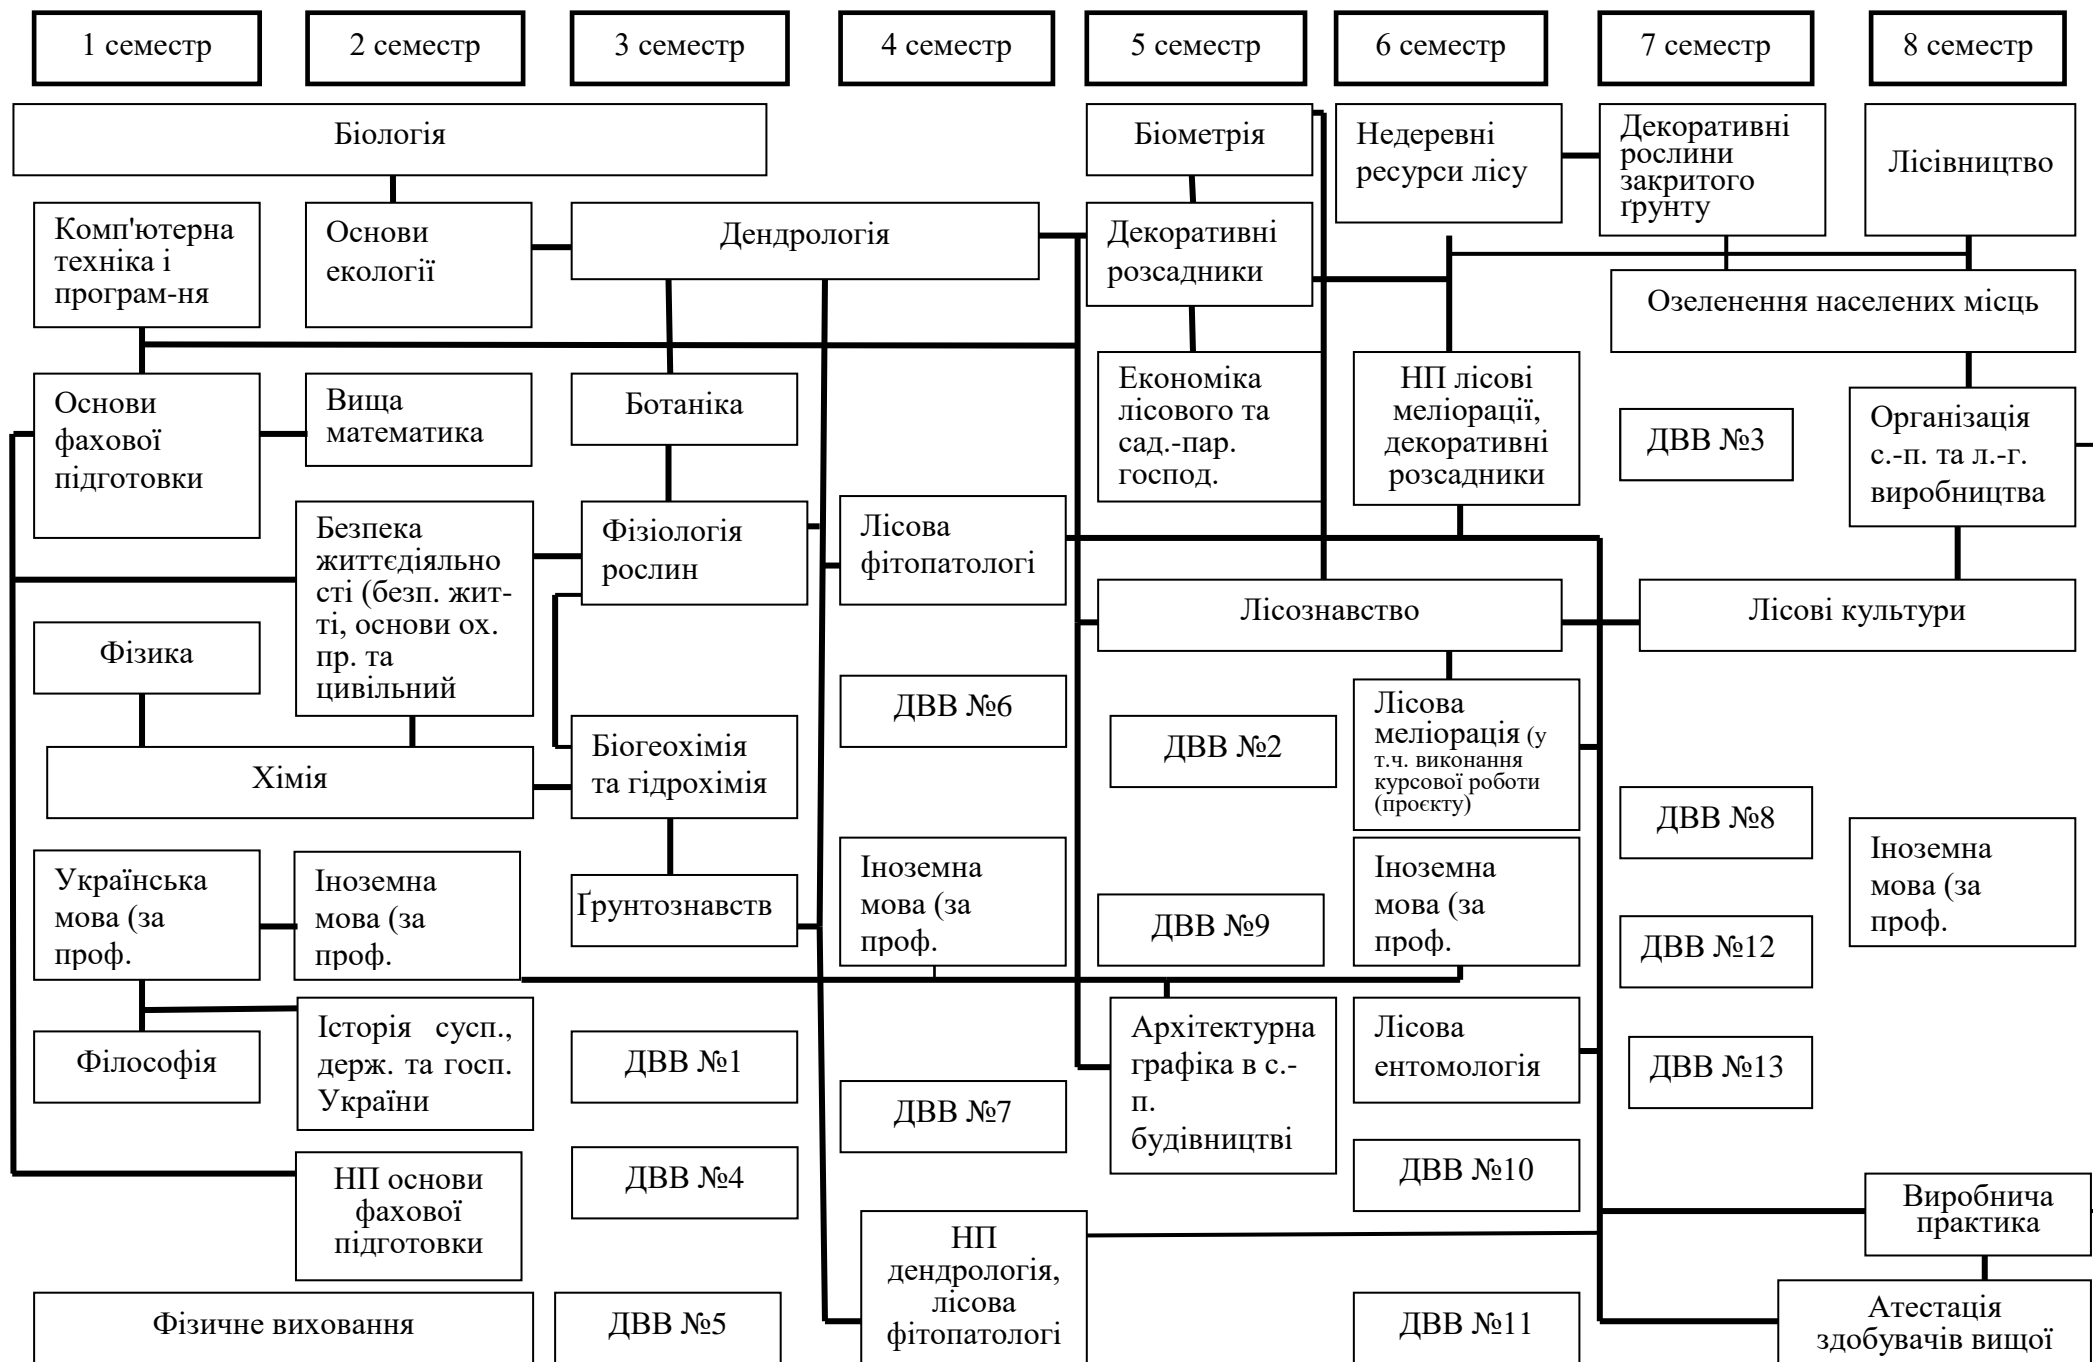 1 семестр
2 семестр
3 семестр
4 семестр
5 семестр
6 семестр
7 семестр
8 семестр
Біологія
Біометрія
Недеревні
ресурси лісу
Декоративні
рослини
закритого
ґрунту
Лісівництво
Комп'ютерна
техніка і
програм-ня
Основи
екології
Дендрологія
Декоративні
розсадники
Озеленення населених місць
Основи
фахової
підготовки
Вища
математика
Ботаніка
Економіка
лісового та
сад.-пар.
господ.
НП лісові
меліорації,
декоративні
розсадники
ДВВ №3
Організація
с.-п. та л.-г.
виробництва
Безпека
життєдіяльно
сті (безп. жит-
ті, основи ох.
пр. та
цивільний
Фізіологія
рослин
Лісова
фітопатологі
Лісознавство
Лісові культури
Фізика
ДВВ №6
ДВВ №2
Лісова
меліорація (у
т.ч. виконання
курсової роботи
(проєкту)
Хімія
Біогеохімія
та гідрохімія
ДВВ №8
Українська
мова (за
проф.
Іноземна
мова (за
проф.
Ґрунтознавств
Іноземна
мова (за
проф.
ДВВ №9
Іноземна
мова (за
проф.
ДВВ №12
Іноземна
мова (за
проф.
Філософія
Історія сусп.,
держ. та госп.
України
ДВВ №1
ДВВ №7
Архітектурна
графіка в с.-
п.
будівництві
Лісова
ентомологія
ДВВ №13
НП основи
фахової
підготовки
ДВВ №4
ДВВ №10
Виробнича
практика
НП
дендрологія,
лісова
фітопатологі
Фізичне виховання
ДВВ №5
ДВВ №11
Атестація
здобувачів вищої